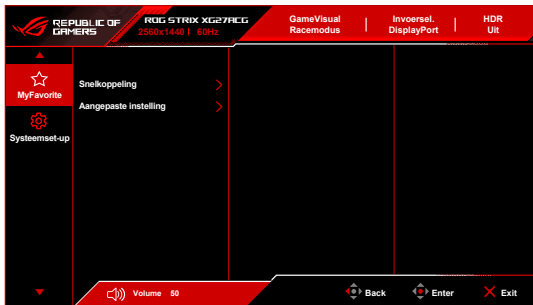 REPUBLIC OF
GAMERS
ROG STRIX XG27ACG
2560x1440 | 60Hz
GameVisual
Racemodus
Invoersel.
DisplayPort
HDR
Uit
MyFavorite
Systeemset-up
Snelkoppeling
Aangepaste instelling
Volume 50
Back
Enter
Exit